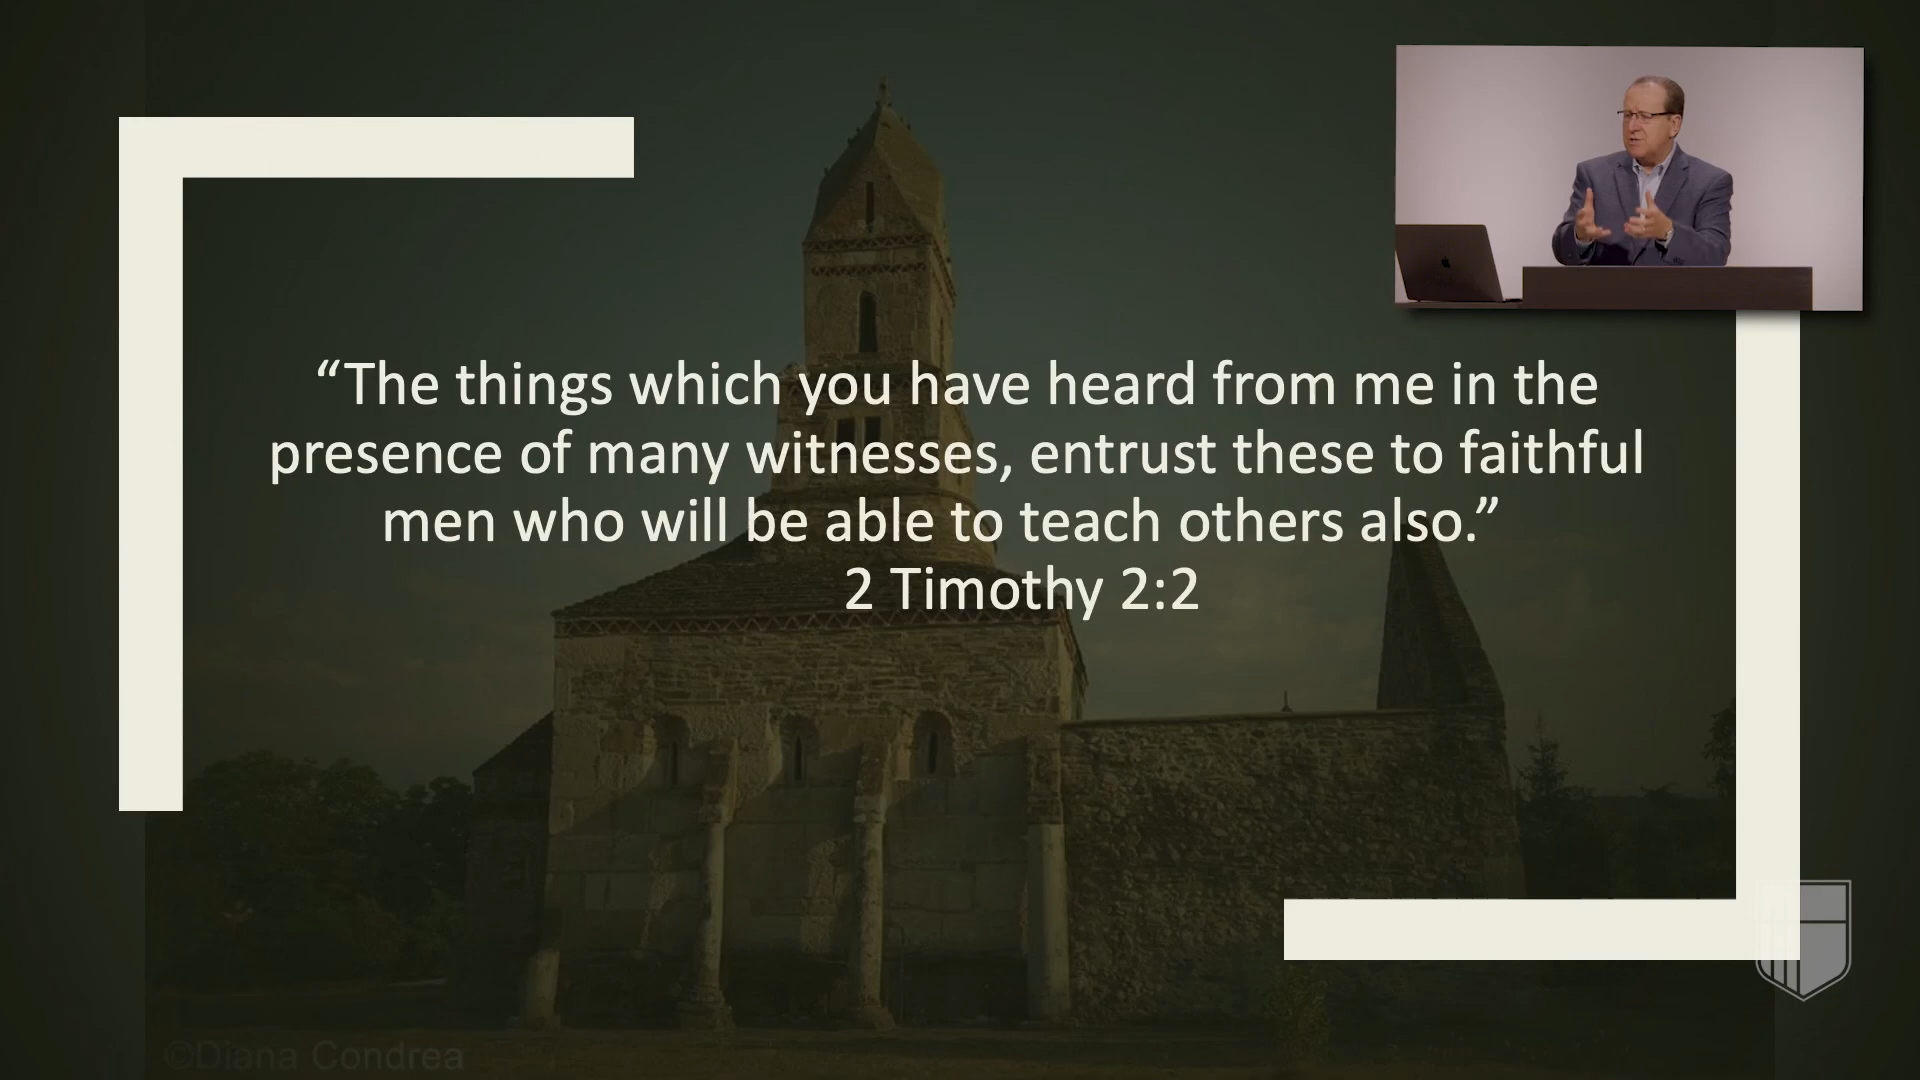 “The things which you have heard from me in the
presence of many witnesses, entrust these to faithful
men who will be able to teach others also.”
2 Timothy 2:2
©Diana Condrea